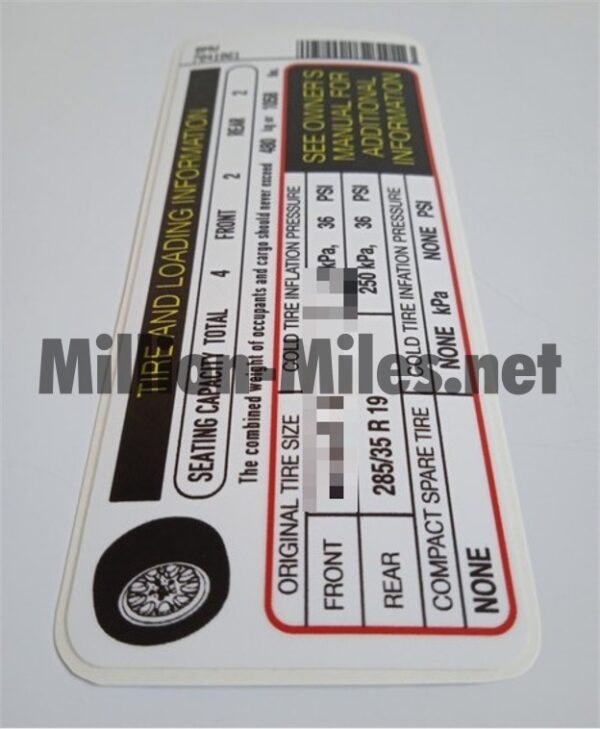 TIRE AND LOADING INFORMATION
SEATING CAPACITY TOTAL 4 FRONT 2 REAR 2
The combined weight of occupants and cargo should never exceed 480 kg or 1058 lbs.
ORIGINAL TIRE SIZE COLD TIRE INFLATION PRESSURE
SEE OWNER'S
MANUAL FOR
ADDITIONAL
INFORMATION
FRONT kPa, 36 PSI
REAR 285/35 R 19 250 kPa, 36 PSI
COMPACT SPARE TIRE COLD TIRE INFATION PRESSURE
NONE NONE kPa NONE PSI
Million-Miles.net